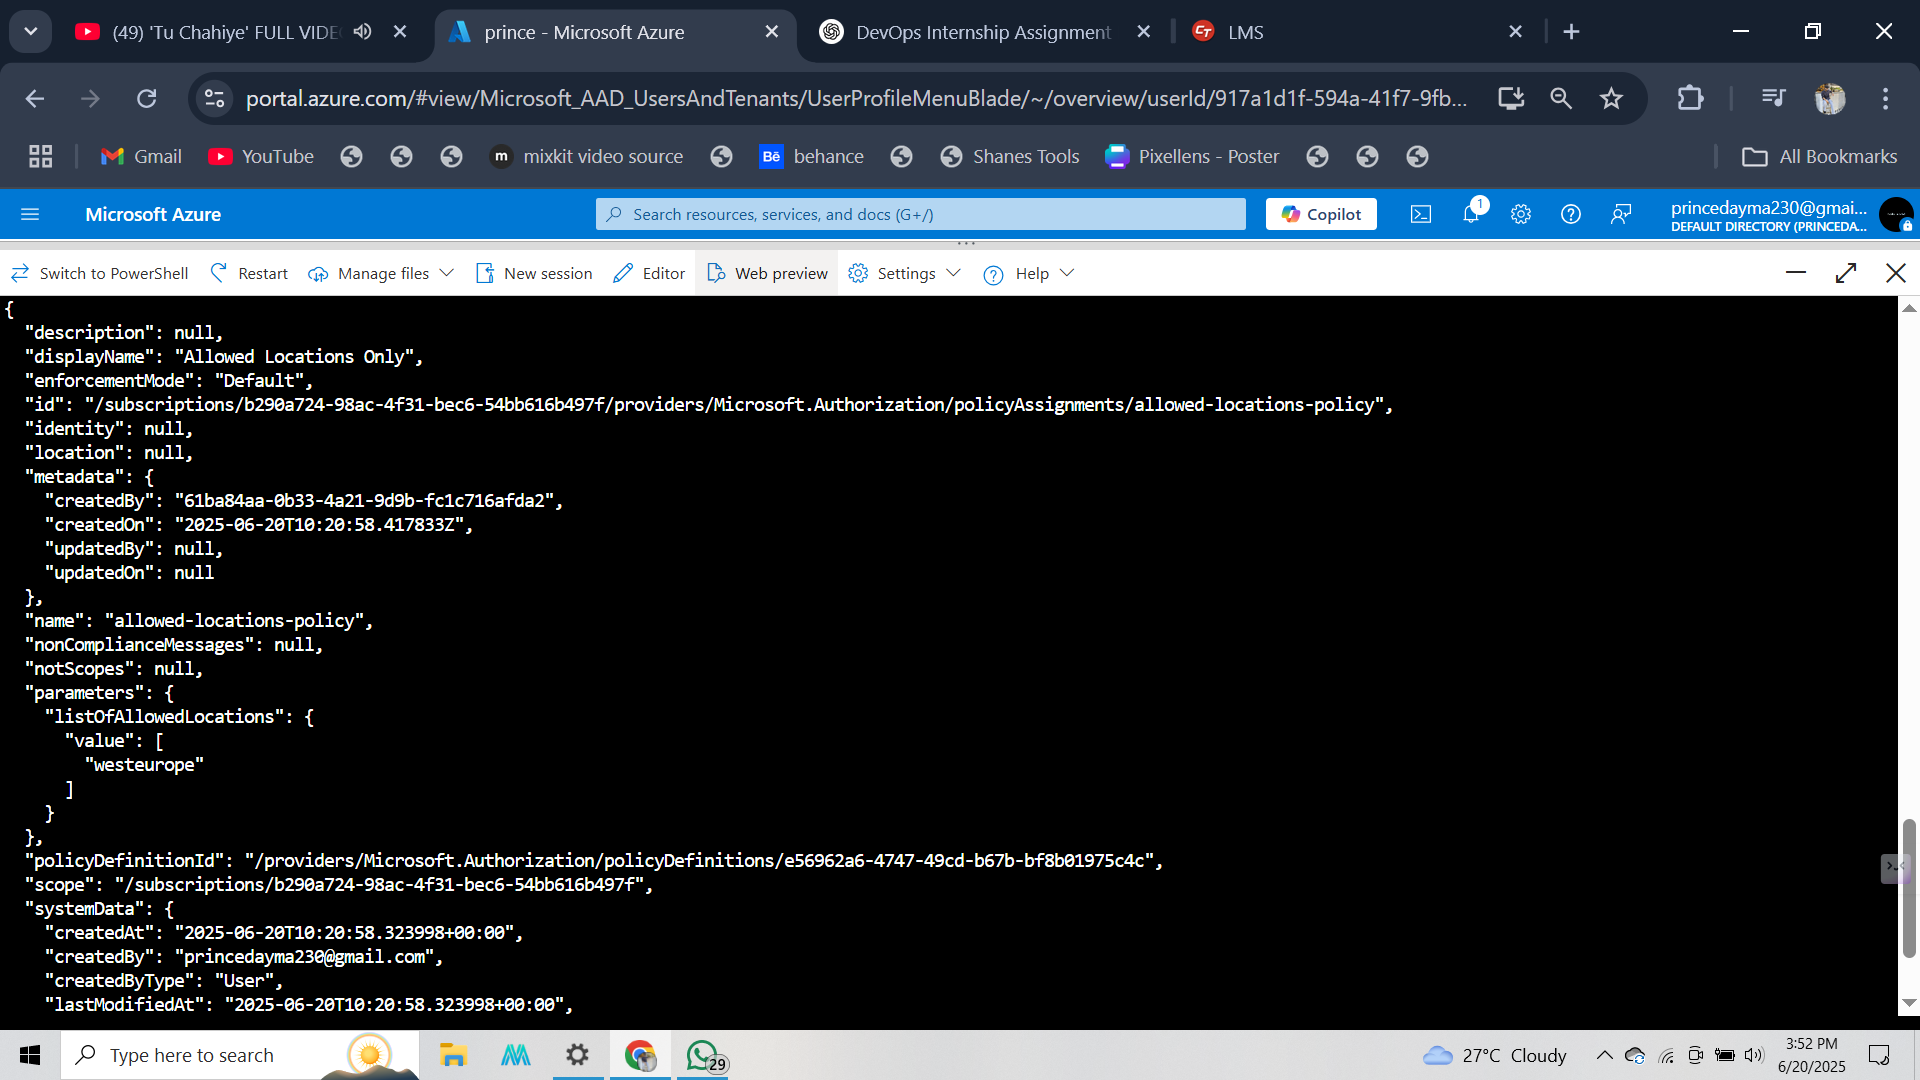 (49) 'Tu Chahiye' FULL VIDE
prince - Microsoft Azure
DevOps Internship Assignment
LMS
portal.azure.com/#view/Microsoft_AAD_UsersAndTenants/UserProfileMenuBlade/~/overview/userId/917a1d1f-594a-41f7-9fb...
Gmail
YouTube
m mixkit video source
Bē behance
Shanes Tools
Pixellens - Poster
All Bookmarks
Microsoft Azure
Search resources, services, and docs (G+/)
Copilot
1
princedayma230@gmai...
DEFAULT DIRECTORY (PRINCEDA...
Switch to PowerShell
Restart
Manage files
New session
Editor
Web preview
Settings
Help
{
"description": null,
"displayName": "Allowed Locations Only",
"enforcementMode": "Default",
"id": "/subscriptions/b290a724-98ac-4f31-bec6-54bb616b497f/providers/Microsoft.Authorization/policyAssignments/allowed-locations-policy",
"identity": null,
"location": null,
"metadata": {
"createdBy": "61ba84aa-0b33-4a21-9d9b-fc1c716afda2",
"createdOn": "2025-06-20T10:20:58.417833Z",
"updatedBy": null,
"updatedOn": null
},
"name": "allowed-locations-policy",
"nonComplianceMessages": null,
"notScopes": null,
"parameters": {
"listOfAllowedLocations": {
"value": [
"westeurope"
]
}
},
"policyDefinitionId": "/providers/Microsoft.Authorization/policyDefinitions/e56962a6-4747-49cd-b67b-bf8b01975c4c",
"scope": "/subscriptions/b290a724-98ac-4f31-bec6-54bb616b497f",
"systemData": {
"createdAt": "2025-06-20T10:20:58.323998+00:00",
"createdBy": "princedayma230@gmail.com",
"createdByType": "User",
"lastModifiedAt": "2025-06-20T10:20:58.323998+00:00",
Type here to search
29
27°C Cloudy
3:52 PM
6/20/2025